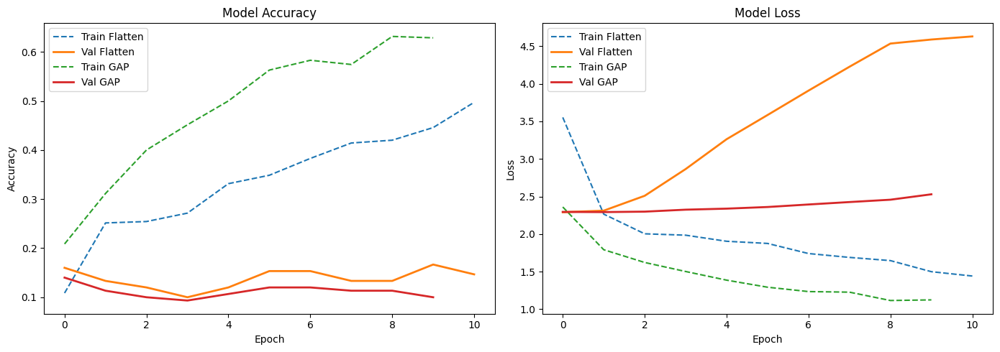 Model Accuracy
Train Flatten
Val Flatten
Train GAP
Val GAP
0.6
0.5
0.4
0.3
0.2
0.1
Accuracy
0 2 4 6 8 10
Epoch
Model Loss
Train Flatten
Val Flatten
Train GAP
Val GAP
4.5
4.0
3.5
3.0
2.5
2.0
1.5
1.0
Loss
0 2 4 6 8 10
Epoch